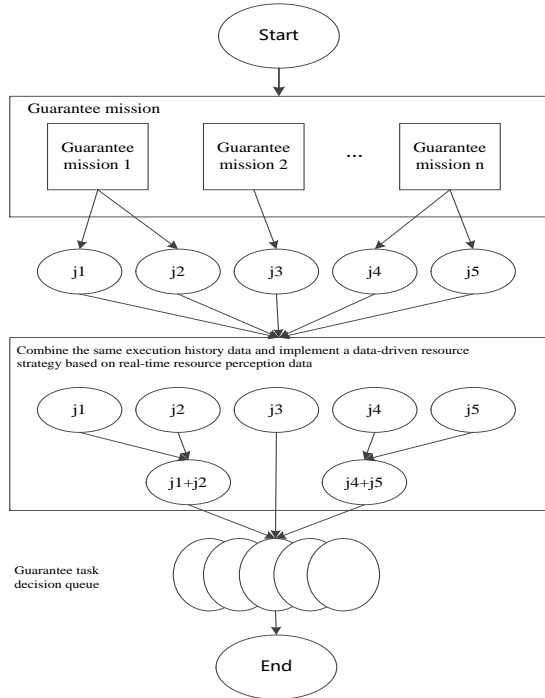 Start
Guarantee mission
Guarantee
mission 1
Guarantee
mission 2
...
Guarantee
mission n
j1
j2
j3
j4
j5
Combine the same execution history data and implement a data-driven resource
strategy based on real-time resource perception data
j1
j2
j3
j4
j5
j1+j2
j4+j5
Guarantee task
decision queue
End